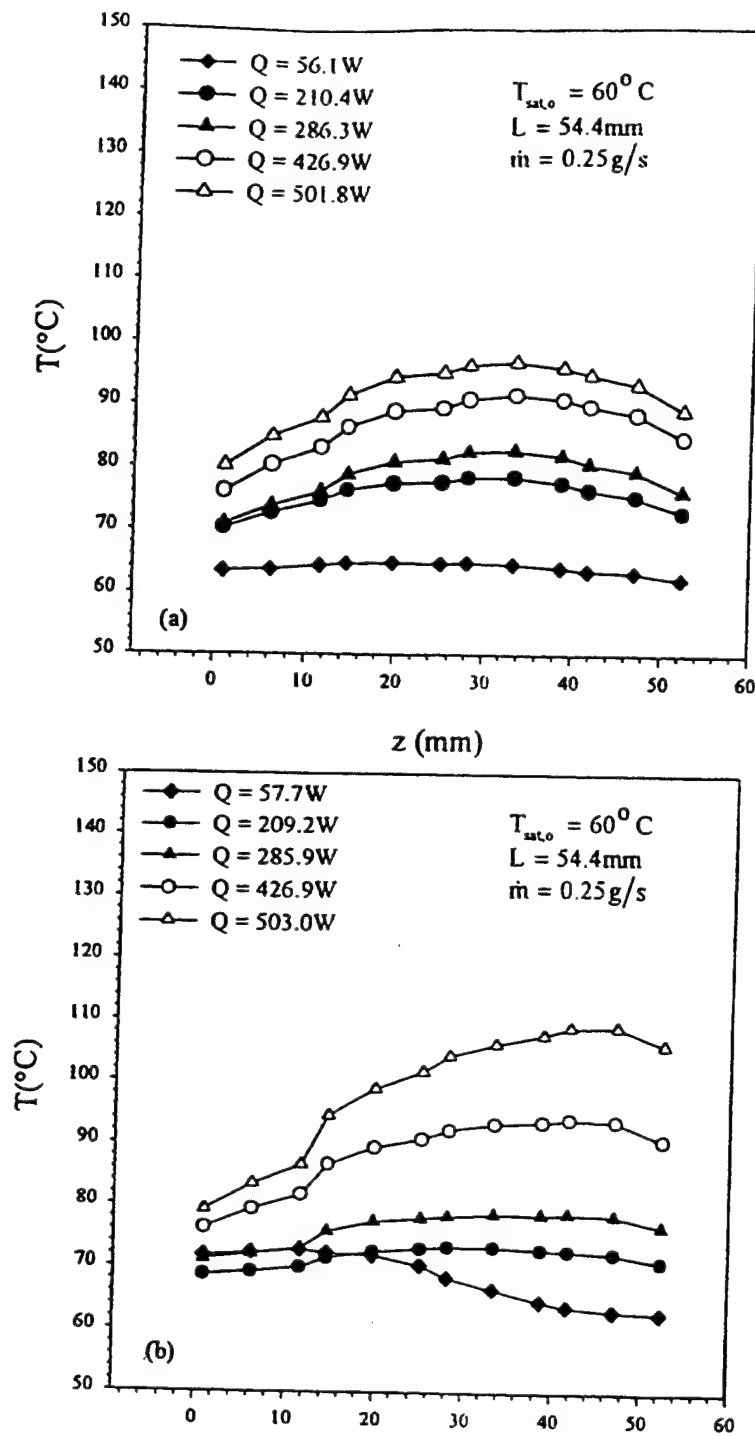 150
140
130
120
110
100
90
80
70
60
50
T(°C)
Q = 56.1W
Q = 210.4W
Q = 286.3W
Q = 426.9W
Q = 501.8W
T_sat,o = 60°C
L = 54.4mm
ṁ = 0.25g/s
(a)
0 10 20 30 40 50 60
z (mm)
150
140
130
120
110
100
90
80
70
60
50
T(°C)
Q = 57.7W
Q = 209.2W
Q = 285.9W
Q = 426.9W
Q = 503.0W
T_sat,o = 60°C
L = 54.4mm
ṁ = 0.25g/s
(b)
0 10 20 30 40 50 60